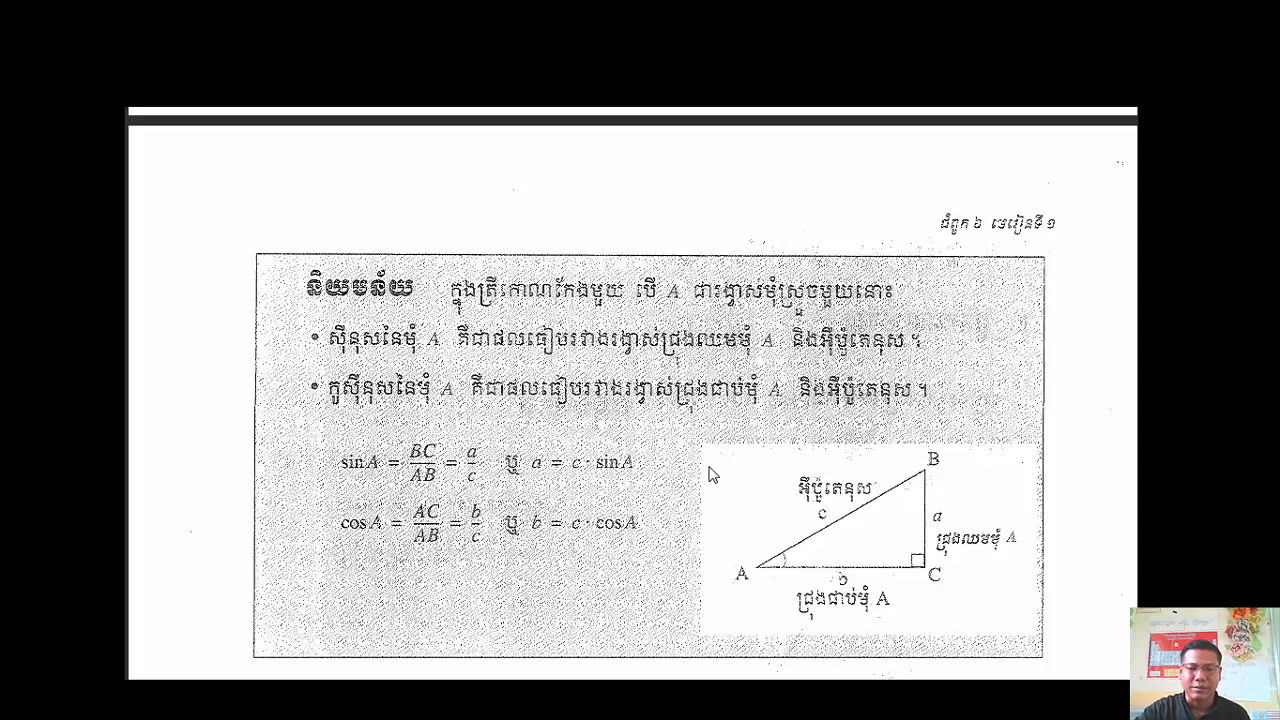 ជំពូក ៦ មេរៀនទី ១
និយមន័យ ក្នុងត្រីកោណកែងមួយ បើ A ជារង្វាស់មុំស្រួចមួយនោះ
• ស៊ីនុសនៃមុំ A គឺជាផលធៀបរវាងរង្វាស់ជ្រុងឈមមុំ A និងអ៊ីប៉ូតេនុស ។
• កូស៊ីនុសនៃមុំ A គឺជាផលធៀបរវាងរង្វាស់ជ្រុងជាប់មុំ A និងអ៊ីប៉ូតេនុស ។
sin A = BC/AB = a/c ឬ a = c · sin A
cos A = AC/AB = b/c ឬ b = c · cos A
B
អ៊ីប៉ូតេនុស
c
a
ជ្រុងឈមមុំ A
A
b
C
ជ្រុងជាប់មុំ A